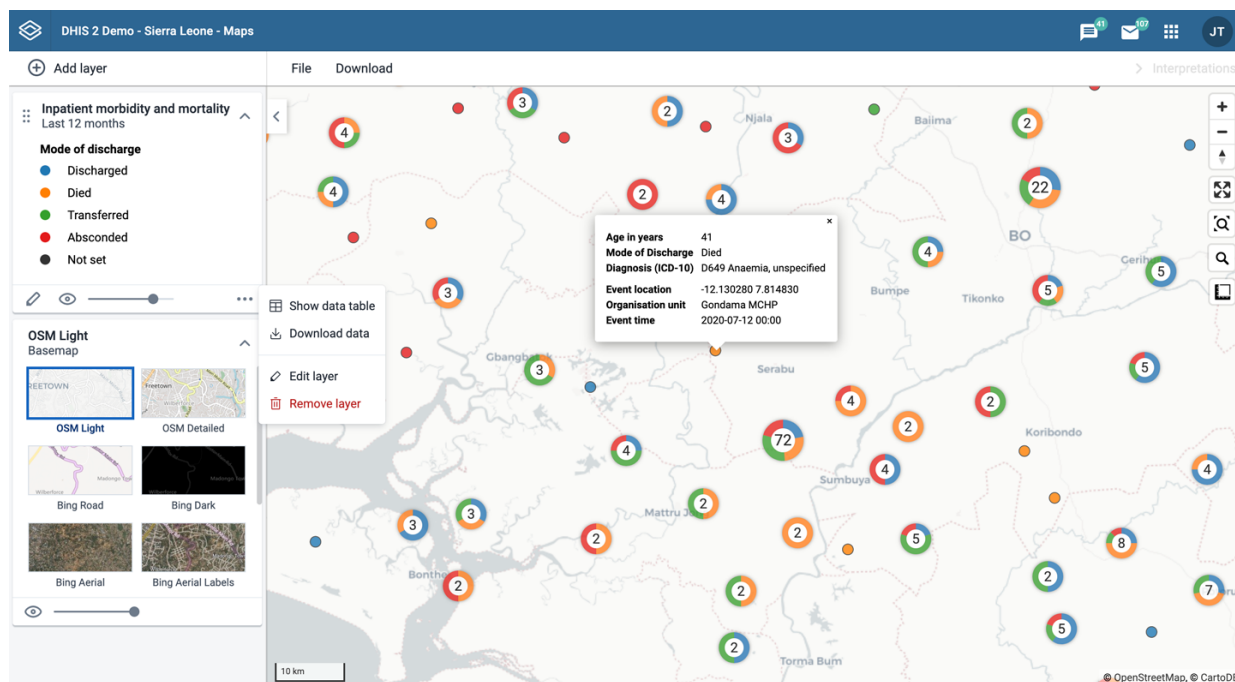 DHIS 2 Demo - Sierra Leone - Maps
41
107
JT
Add layer
File Download
Interpretations
Inpatient morbidity and mortality
Last 12 months
Mode of discharge
Discharged
Died
Transferred
Absconded
Not set
Show data table
Download data
Edit layer
Remove layer
OSM Light
Basemap
REETOWN
Freetown
OSM Light
OSM Detailed
Wilberforce
Bing Road
Bing Dark
Bing Aerial
Bing Aerial Labels
3
2
Njala
Baiima
2
4
3
4
2
4
22
BO
Age in years 41
Mode of Discharge Died
Diagnosis (ICD-10) D649 Anaemia, unspecified
Event location -12.130280 7.814830
Organisation unit Gondama MCHP
Event time 2020-07-12 00:00
×
4
5
3
Bumpe
Tikonko
5
3
Serabu
5
4
2
2
72
Koribondo
4
4
4
Sumbuya
2
Mattru
3
3
2
2
5
8
Bonthe
2
2
2
7
5
2
Torma Bum
10 km
© OpenStreetMap, © CartoDB